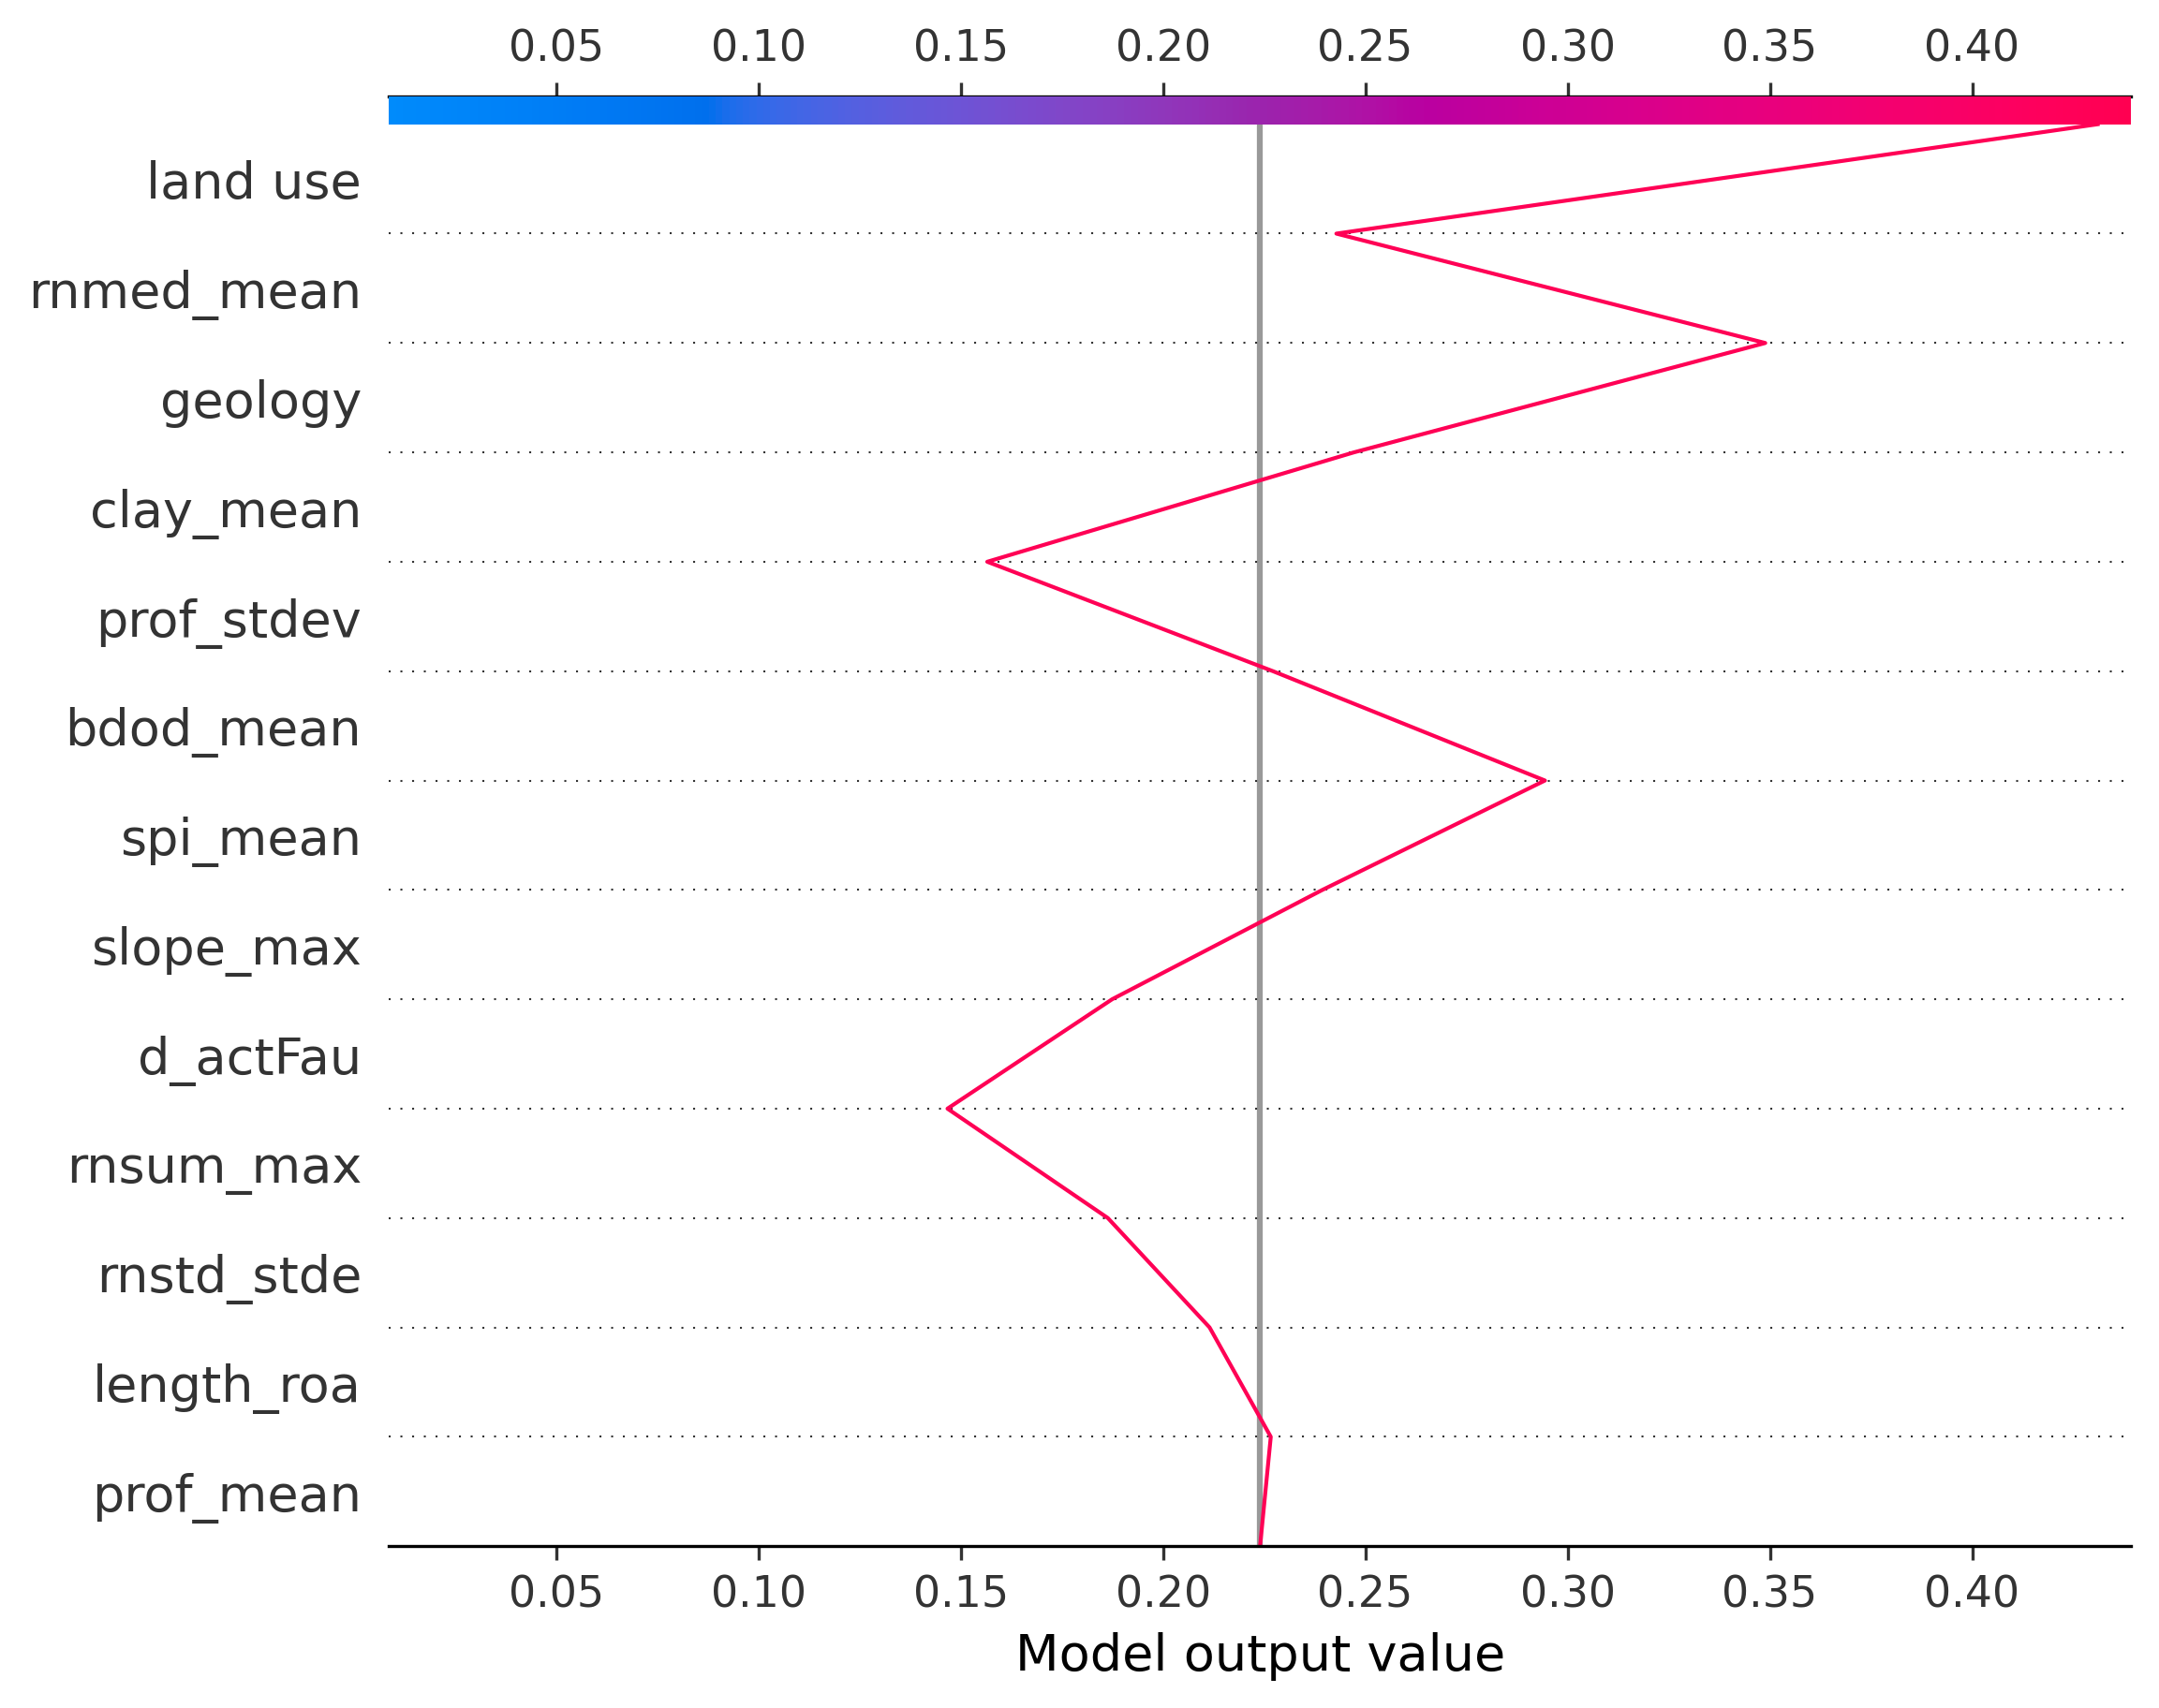 0.05 0.10 0.15 0.20 0.25 0.30 0.35 0.40
land use
rnmed_mean
geology
clay_mean
prof_stdev
bdod_mean
spi_mean
slope_max
d_actFau
rnsum_max
rnstd_stde
length_roa
prof_mean
0.05 0.10 0.15 0.20 0.25 0.30 0.35 0.40
Model output value